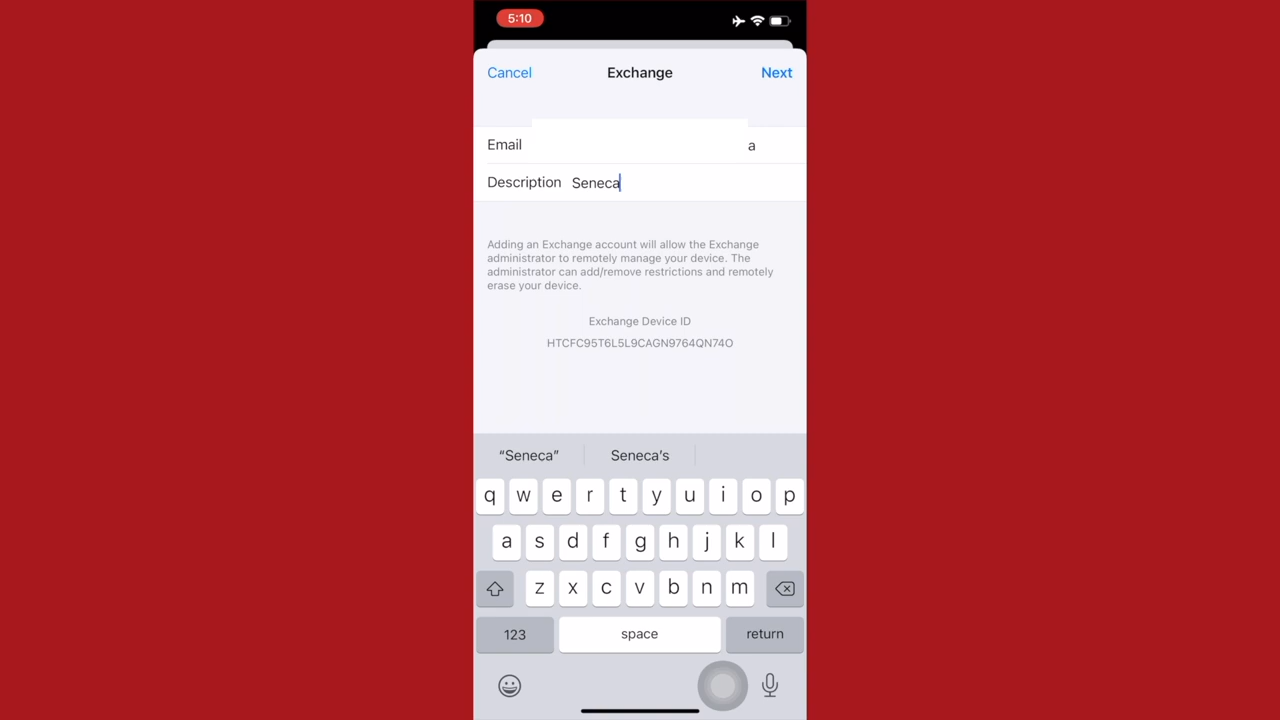 5:10
Cancel Exchange Next
Email a
Description Seneca
Adding an Exchange account will allow the Exchange
administrator to remotely manage your device. The
administrator can add/remove restrictions and remotely
erase your device.
Exchange Device ID
HTCFC95T6L5L9CAGN9764QN74O
“Seneca” Seneca’s
q w e r t y u i o p
a s d f g h j k l
z x c v b n m
123 space return